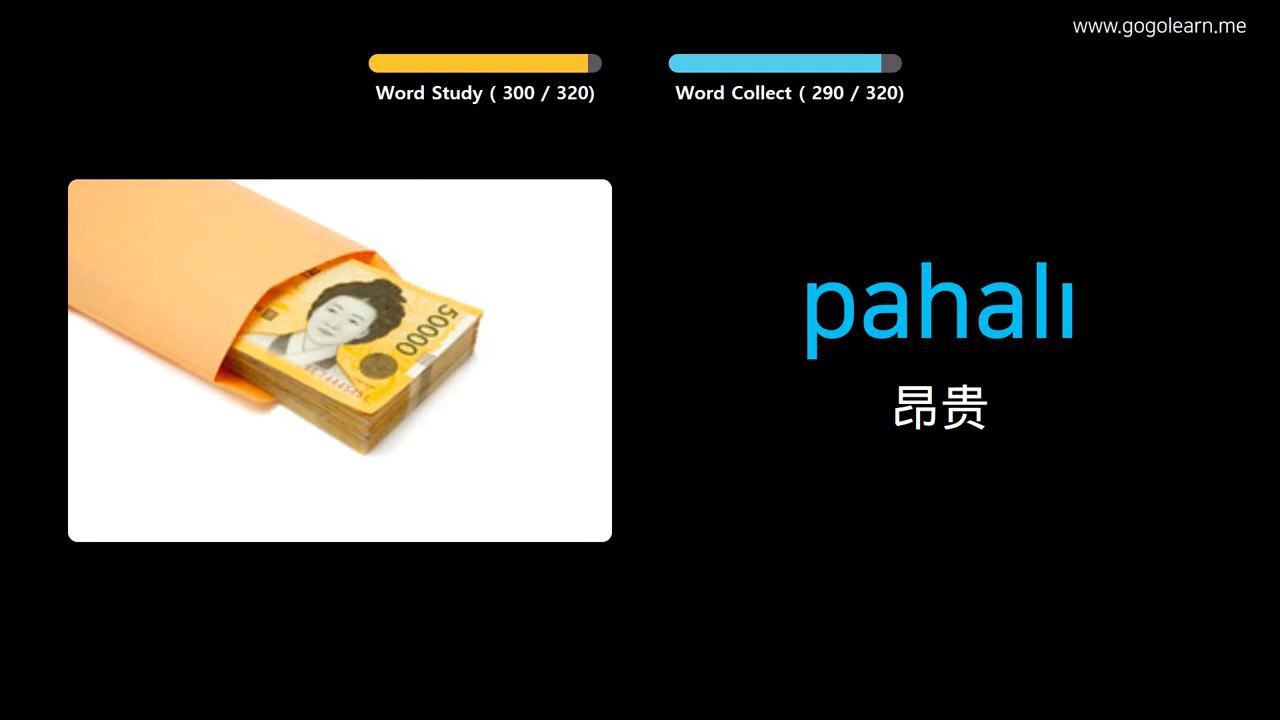 www.gogolearn.me
Word Study ( 300 / 320)
Word Collect ( 290 / 320)
50000
pahalı
昂贵